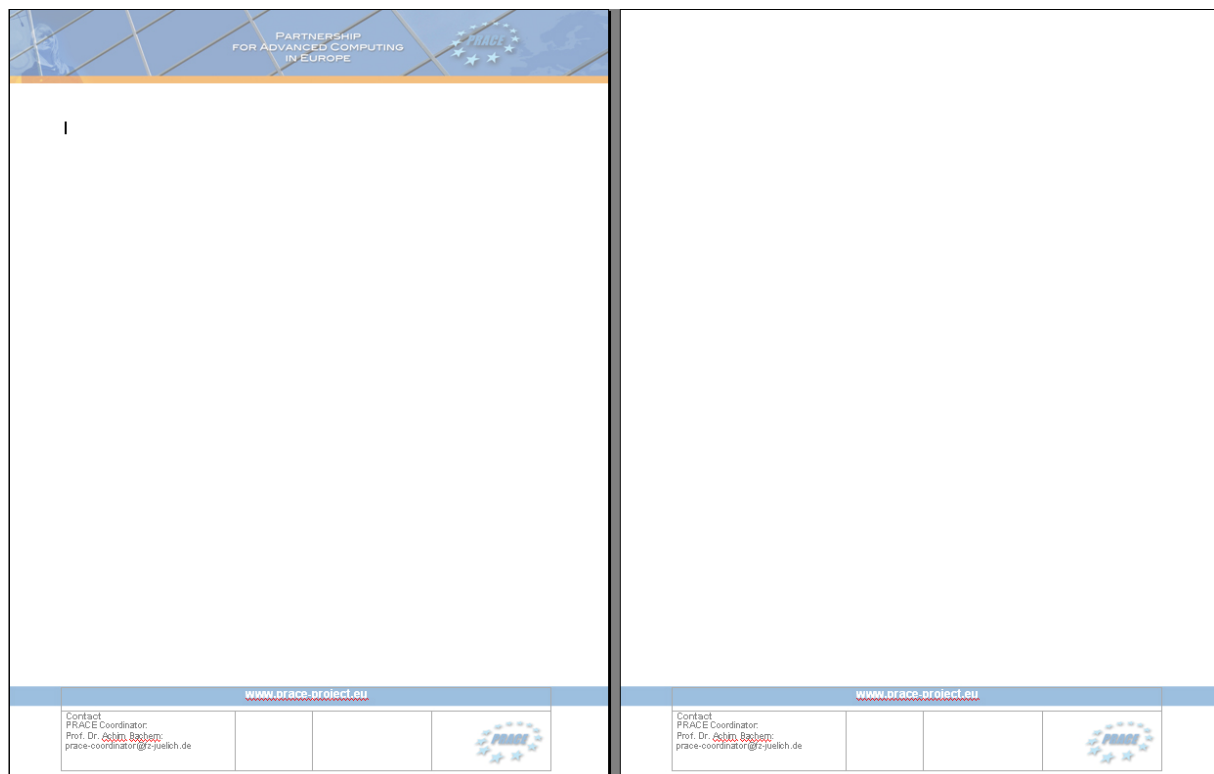 PARTNERSHIP
FOR ADVANCED COMPUTING
IN EUROPE
PRACE
www.prace-project.eu
Contact
PRACE Coordinator:
Prof. Dr. Achim Bachem:
prace-coordinator@fz-juelich.de
PRACE
www.prace-project.eu
Contact
PRACE Coordinator:
Prof. Dr. Achim Bachem:
prace-coordinator@fz-juelich.de
PRACE